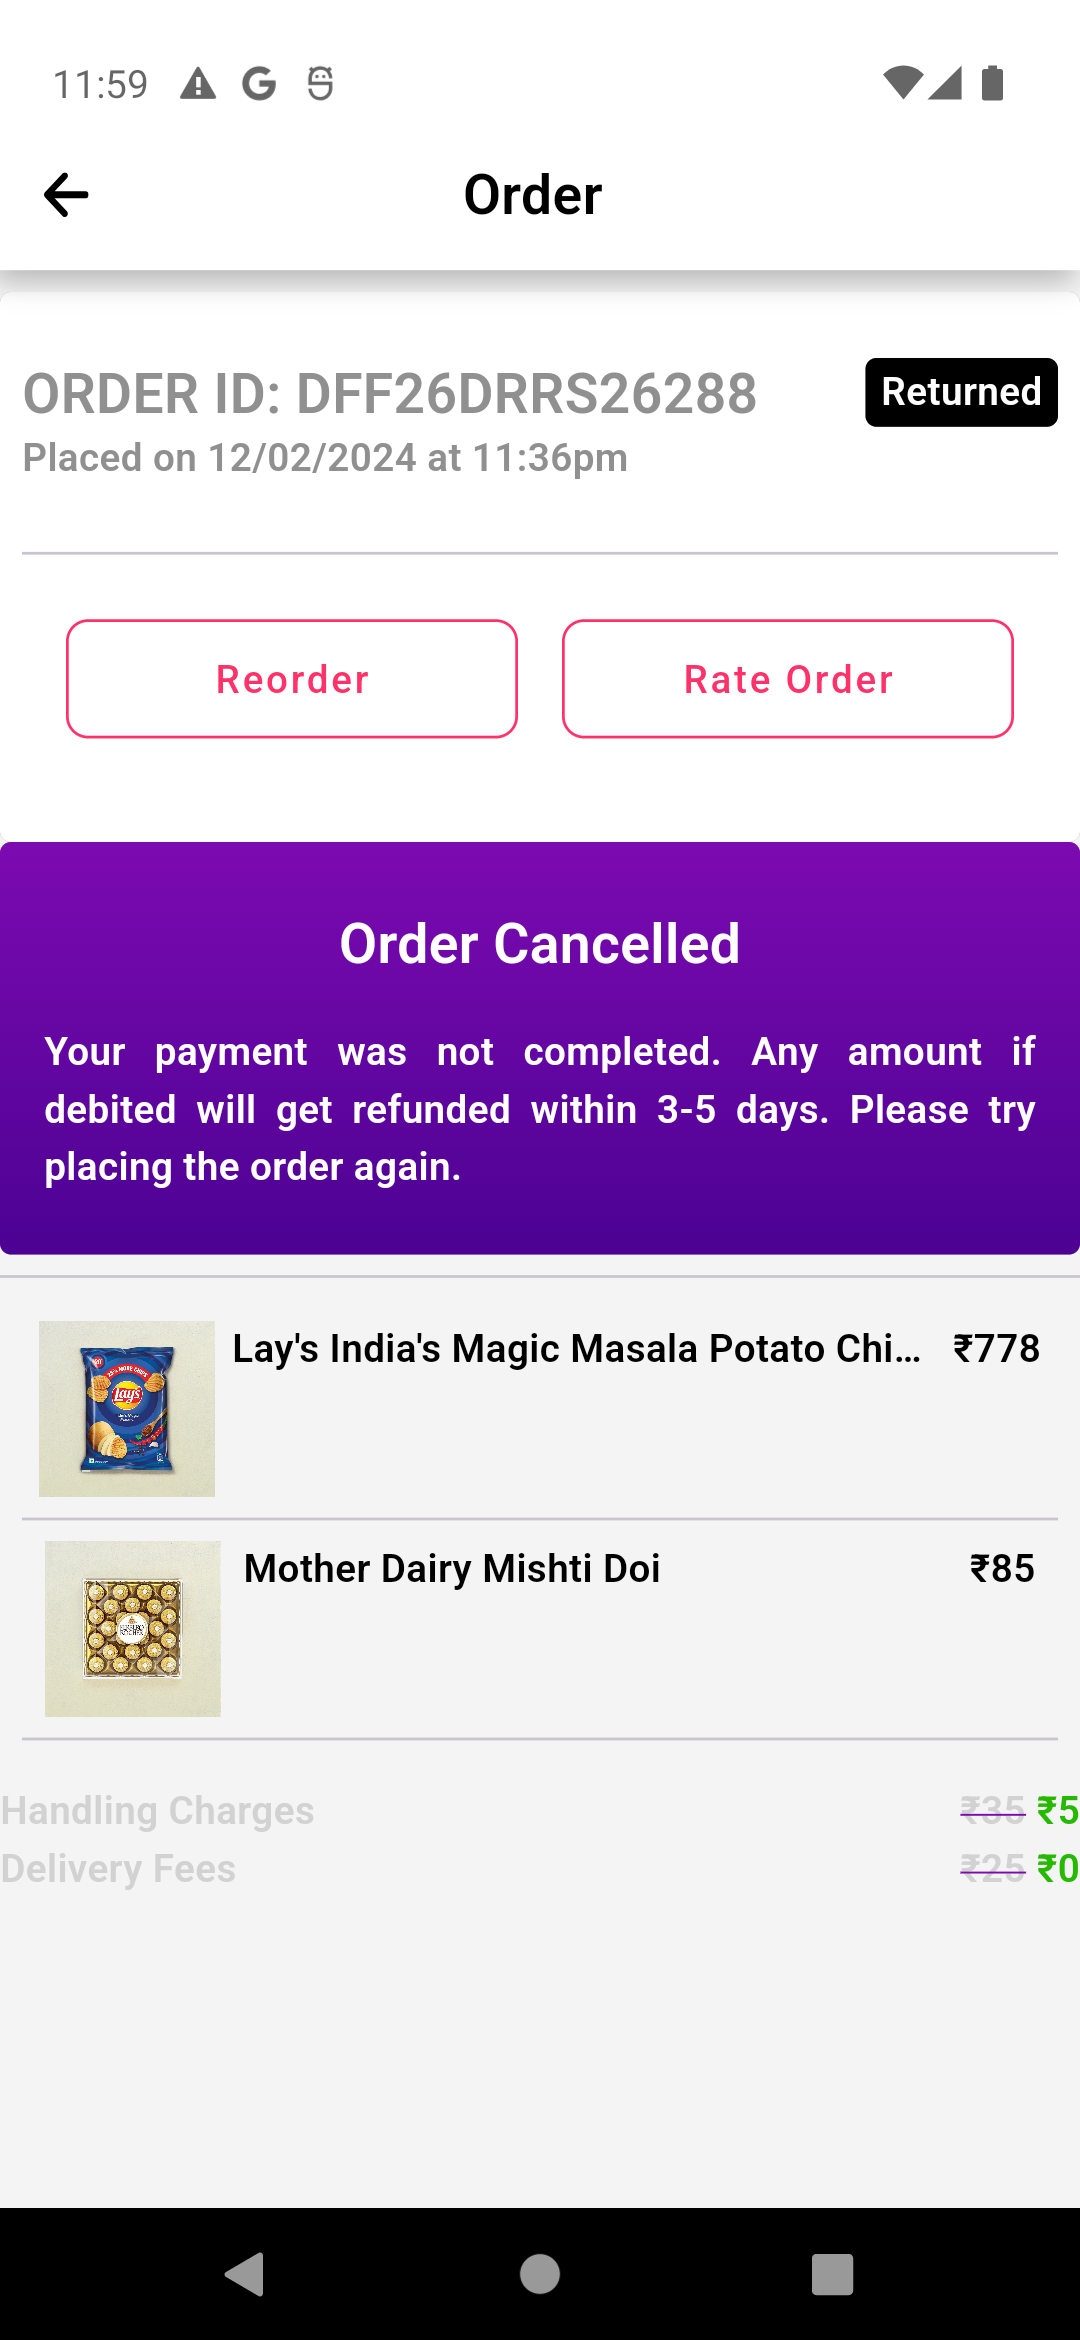 11:59
Order
ORDER ID: DFF26DRRS26288
Returned
Placed on 12/02/2024 at 11:36pm
Reorder
Rate Order
Order Cancelled
Your payment was not completed. Any amount if
debited will get refunded within 3-5 days. Please try
placing the order again.
Lay's India's Magic Masala Potato Chi... ₹778
Lay's
Mother Dairy Mishti Doi ₹85
FERRERO
ROCHER
Handling Charges ₹35 ₹5
Delivery Fees ₹25 ₹0